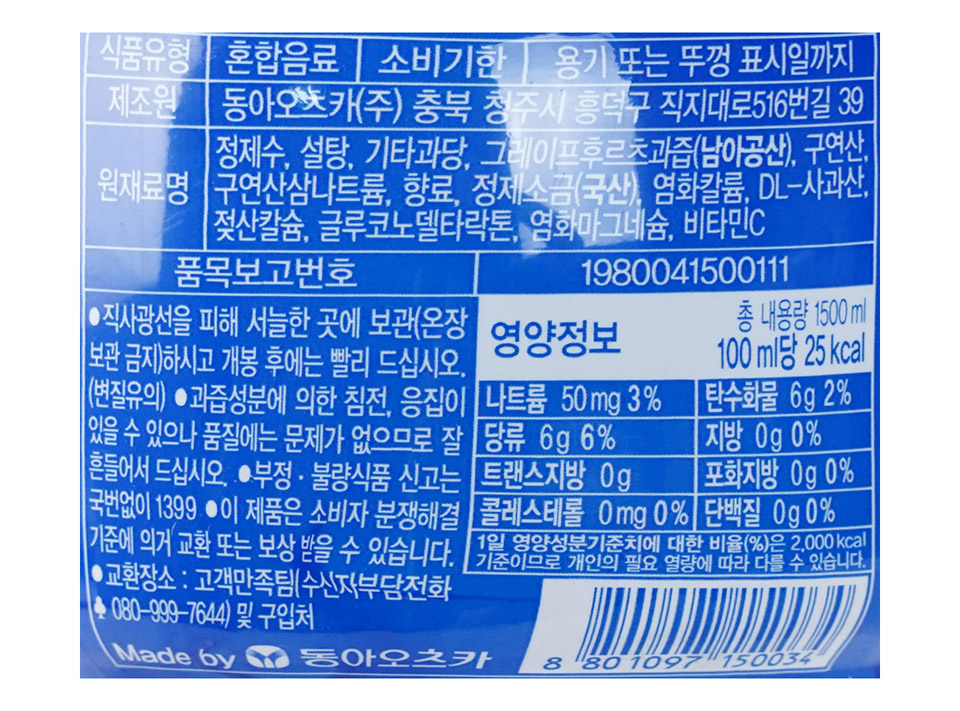 식품유형 혼합음료 소비기한 용기 또는 뚜껑 표시일까지
제조원 동아오츠카(주) 충북 청주시 흥덕구 직지대로516번길 39
원재료명
정제수, 설탕, 기타과당, 그레이프후르츠과즙(남아공산), 구연산,
구연산삼나트륨, 향료, 정제소금(국산), 염화칼륨, DL-사과산,
젖산칼슘, 글루코노델타락톤, 염화마그네슘, 비타민C
품목보고번호 1980041500111
●직사광선을 피해 서늘한 곳에 보관(온장
보관 금지)하시고 개봉 후에는 빨리 드십시오.
(변질유의) ●과즙성분에 의한 침전, 응집이
있을 수 있으나 품질에는 문제가 없으므로 잘
흔들어서 드십시오. ●부정·불량식품 신고는
국번없이 1399 ●이 제품은 소비자 분쟁해결
기준에 의거 교환 또는 보상 받을 수 있습니다.
●교환장소 : 고객만족팀(수신자부담전화
080-999-7644) 및 구입처
Made by 동아오츠카
영양정보
총 내용량 1500 ml
100 ml당 25 kcal
나트륨 50 mg 3% 탄수화물 6g 2%
당류 6g 6% 지방 0g 0%
트랜스지방 0g 포화지방 0g 0%
콜레스테롤 0mg 0% 단백질 0g 0%
1일 영양성분기준치에 대한 비율(%)은 2,000 kcal
기준이므로 개인의 필요 열량에 따라 다를 수 있습니다.
8 801097 150034